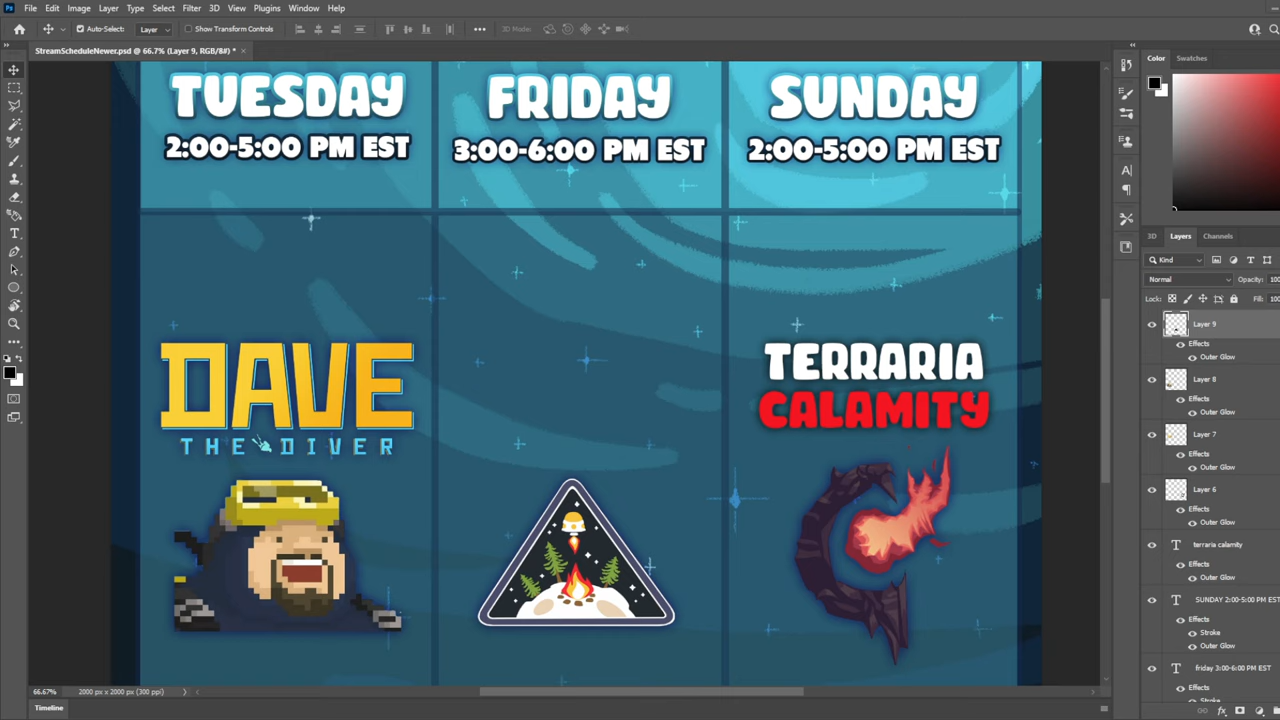 Ps File Edit Image Layer Type Select Filter 3D View Plugins Window Help
Auto-Select: Layer Show Transform Controls 3D Mode:
StreamScheduleNewer.psd @ 66.7% (Layer 9, RGB/8#) *
Color Swatches
TUESDAY FRIDAY SUNDAY
2:00-5:00 PM EST 3:00-6:00 PM EST 2:00-5:00 PM EST
DAVE
THE DIVER
TERRARIA
CALAMITY
3D Layers Channels
Kind
Normal Opacity: 100
Lock: Fill: 100
Layer 9
Effects
Outer Glow
Layer 8
Effects
Outer Glow
Layer 7
Effects
Outer Glow
Layer 6
Effects
Outer Glow
T terraria calamity
Effects
Outer Glow
T SUNDAY 2:00-5:00 PM EST
Effects
Stroke
Outer Glow
T friday 3:00-6:00 PM EST
Effects
Stroke
66.67% 2000 px x 2000 px (300 ppi)
Timeline